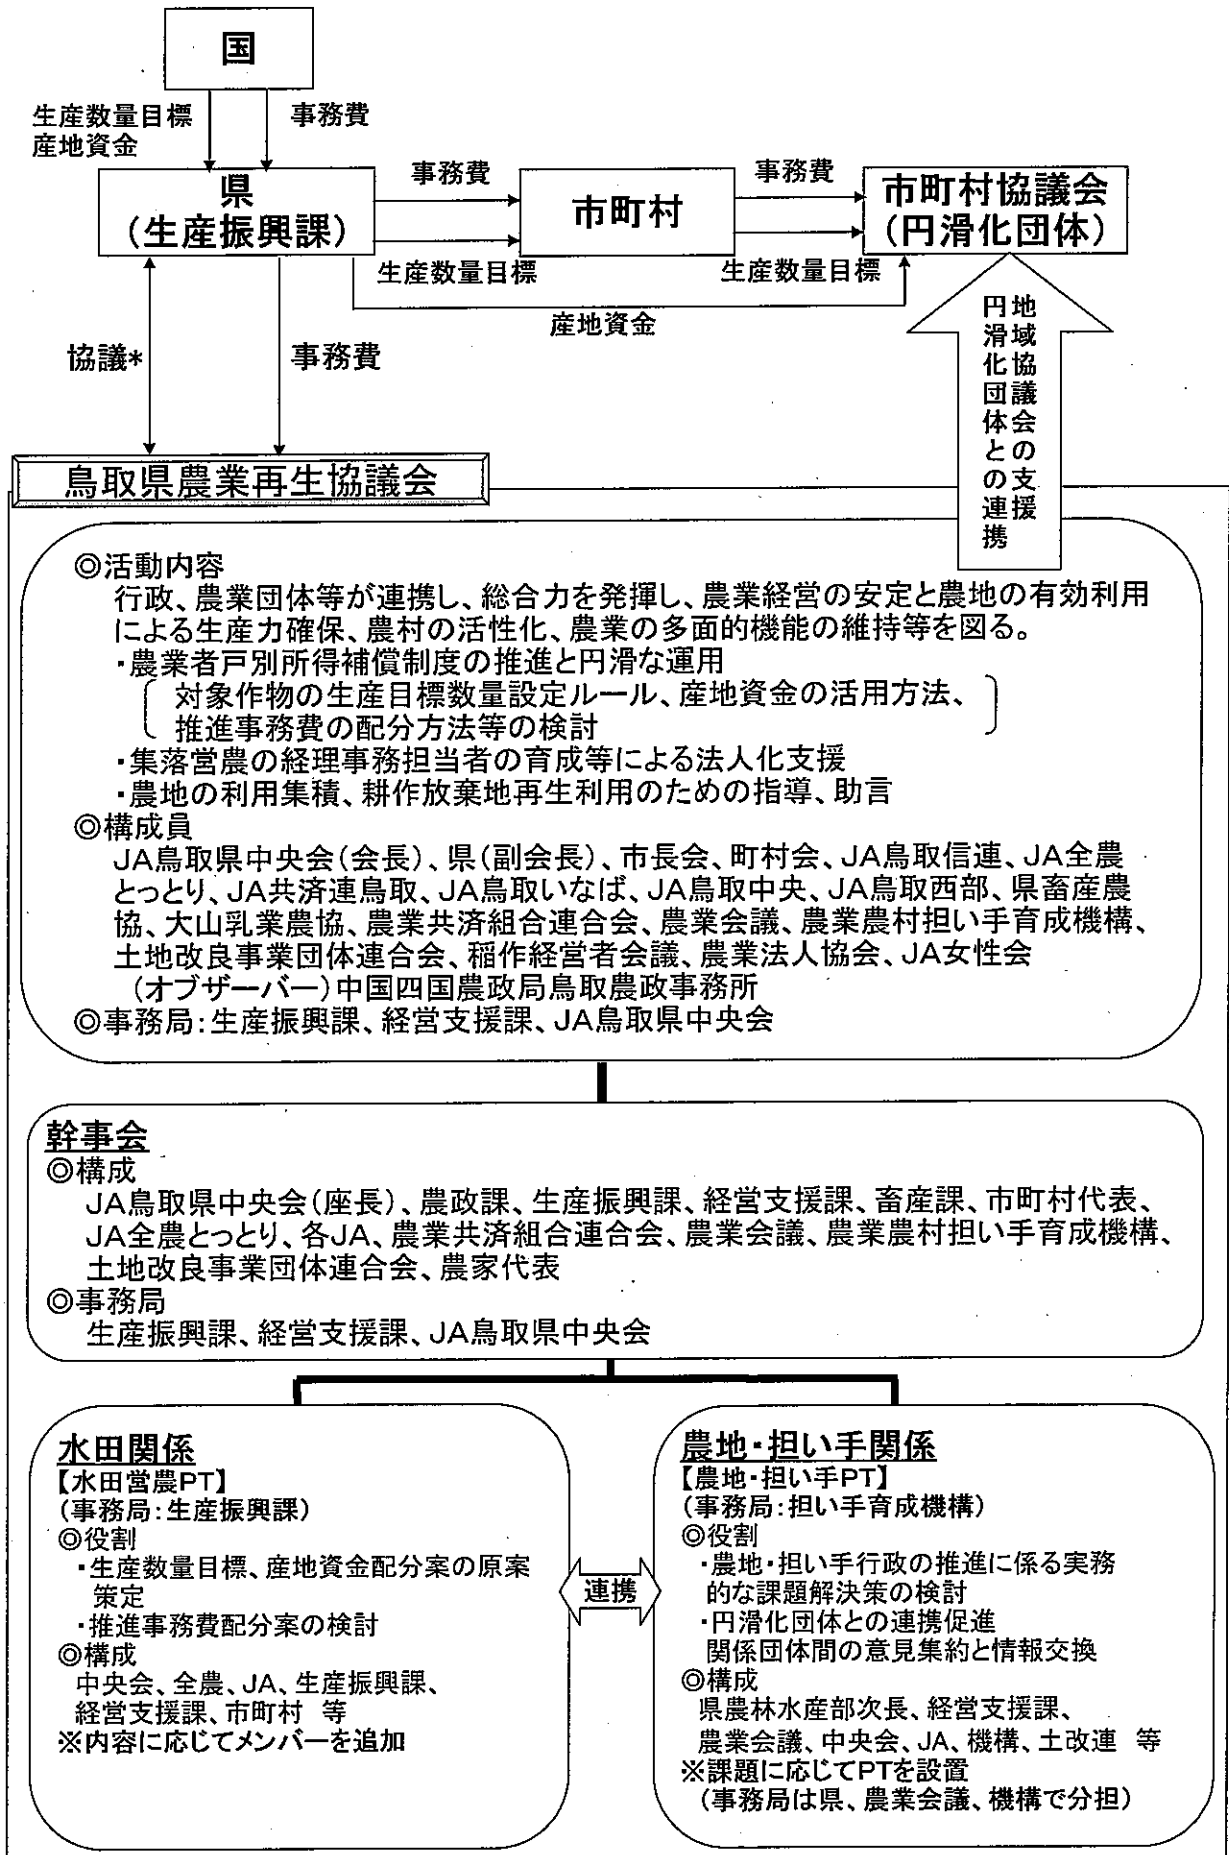 国
生産数量目標
産地資金
事務費
県
(生産振興課)
事務費
生産数量目標
市町村
事務費
生産数量目標
市町村協議会
(円滑化団体)
産地資金
協議*
事務費
地域協議会の支援
円滑化団体との連携
鳥取県農業再生協議会
◎活動内容
行政、農業団体等が連携し、総合力を発揮し、農業経営の安定と農地の有効利用
による生産力確保、農村の活性化、農業の多面的機能の維持等を図る。
・農業者戸別所得補償制度の推進と円滑な運用
対象作物の生産目標数量設定ルール、産地資金の活用方法、
推進事務費の配分方法等の検討
・集落営農の経理事務担当者の育成等による法人化支援
・農地の利用集積、耕作放棄地再生利用のための指導、助言
◎構成員
JA鳥取県中央会(会長)、県(副会長)、市長会、町村会、JA鳥取信連、JA全農
とっとり、JA共済連鳥取、JA鳥取いなば、JA鳥取中央、JA鳥取西部、県畜産農
協、大山乳業農協、農業共済組合連合会、農業会議、農業農村担い手育成機構、
土地改良事業団体連合会、稲作経営者会議、農業法人協会、JA女性会
(オブザーバー)中国四国農政局鳥取農政事務所
◎事務局:生産振興課、経営支援課、JA鳥取県中央会
幹事会
◎構成
JA鳥取県中央会(座長)、農政課、生産振興課、経営支援課、畜産課、市町村代表、
JA全農とっとり、各JA、農業共済組合連合会、農業会議、農業農村担い手育成機構、
土地改良事業団体連合会、農家代表
◎事務局
生産振興課、経営支援課、JA鳥取県中央会
水田関係
【水田営農PT】
(事務局:生産振興課)
◎役割
・生産数量目標、産地資金配分案の原案
策定
・推進事務費配分案の検討
◎構成
中央会、全農、JA、生産振興課、
経営支援課、市町村 等
※内容に応じてメンバーを追加
連携
農地・担い手関係
【農地・担い手PT】
(事務局:担い手育成機構)
◎役割
・農地・担い手行政の推進に係る実務
的な課題解決策の検討
・円滑化団体との連携促進
関係団体間の意見集約と情報交換
◎構成
県農林水産部次長、経営支援課、
農業会議、中央会、JA、機構、土改連 等
※課題に応じてPTを設置
(事務局は県、農業会議、機構で分担)